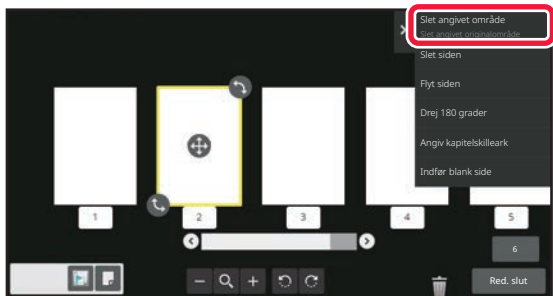 Slet angivet område
Slet angivet originalområde
Slet siden
Flyt siden
Drej 180 grader
Angiv kapitelskilleark
Indfør blank side
1
2
3
4
5
6
Red. slut